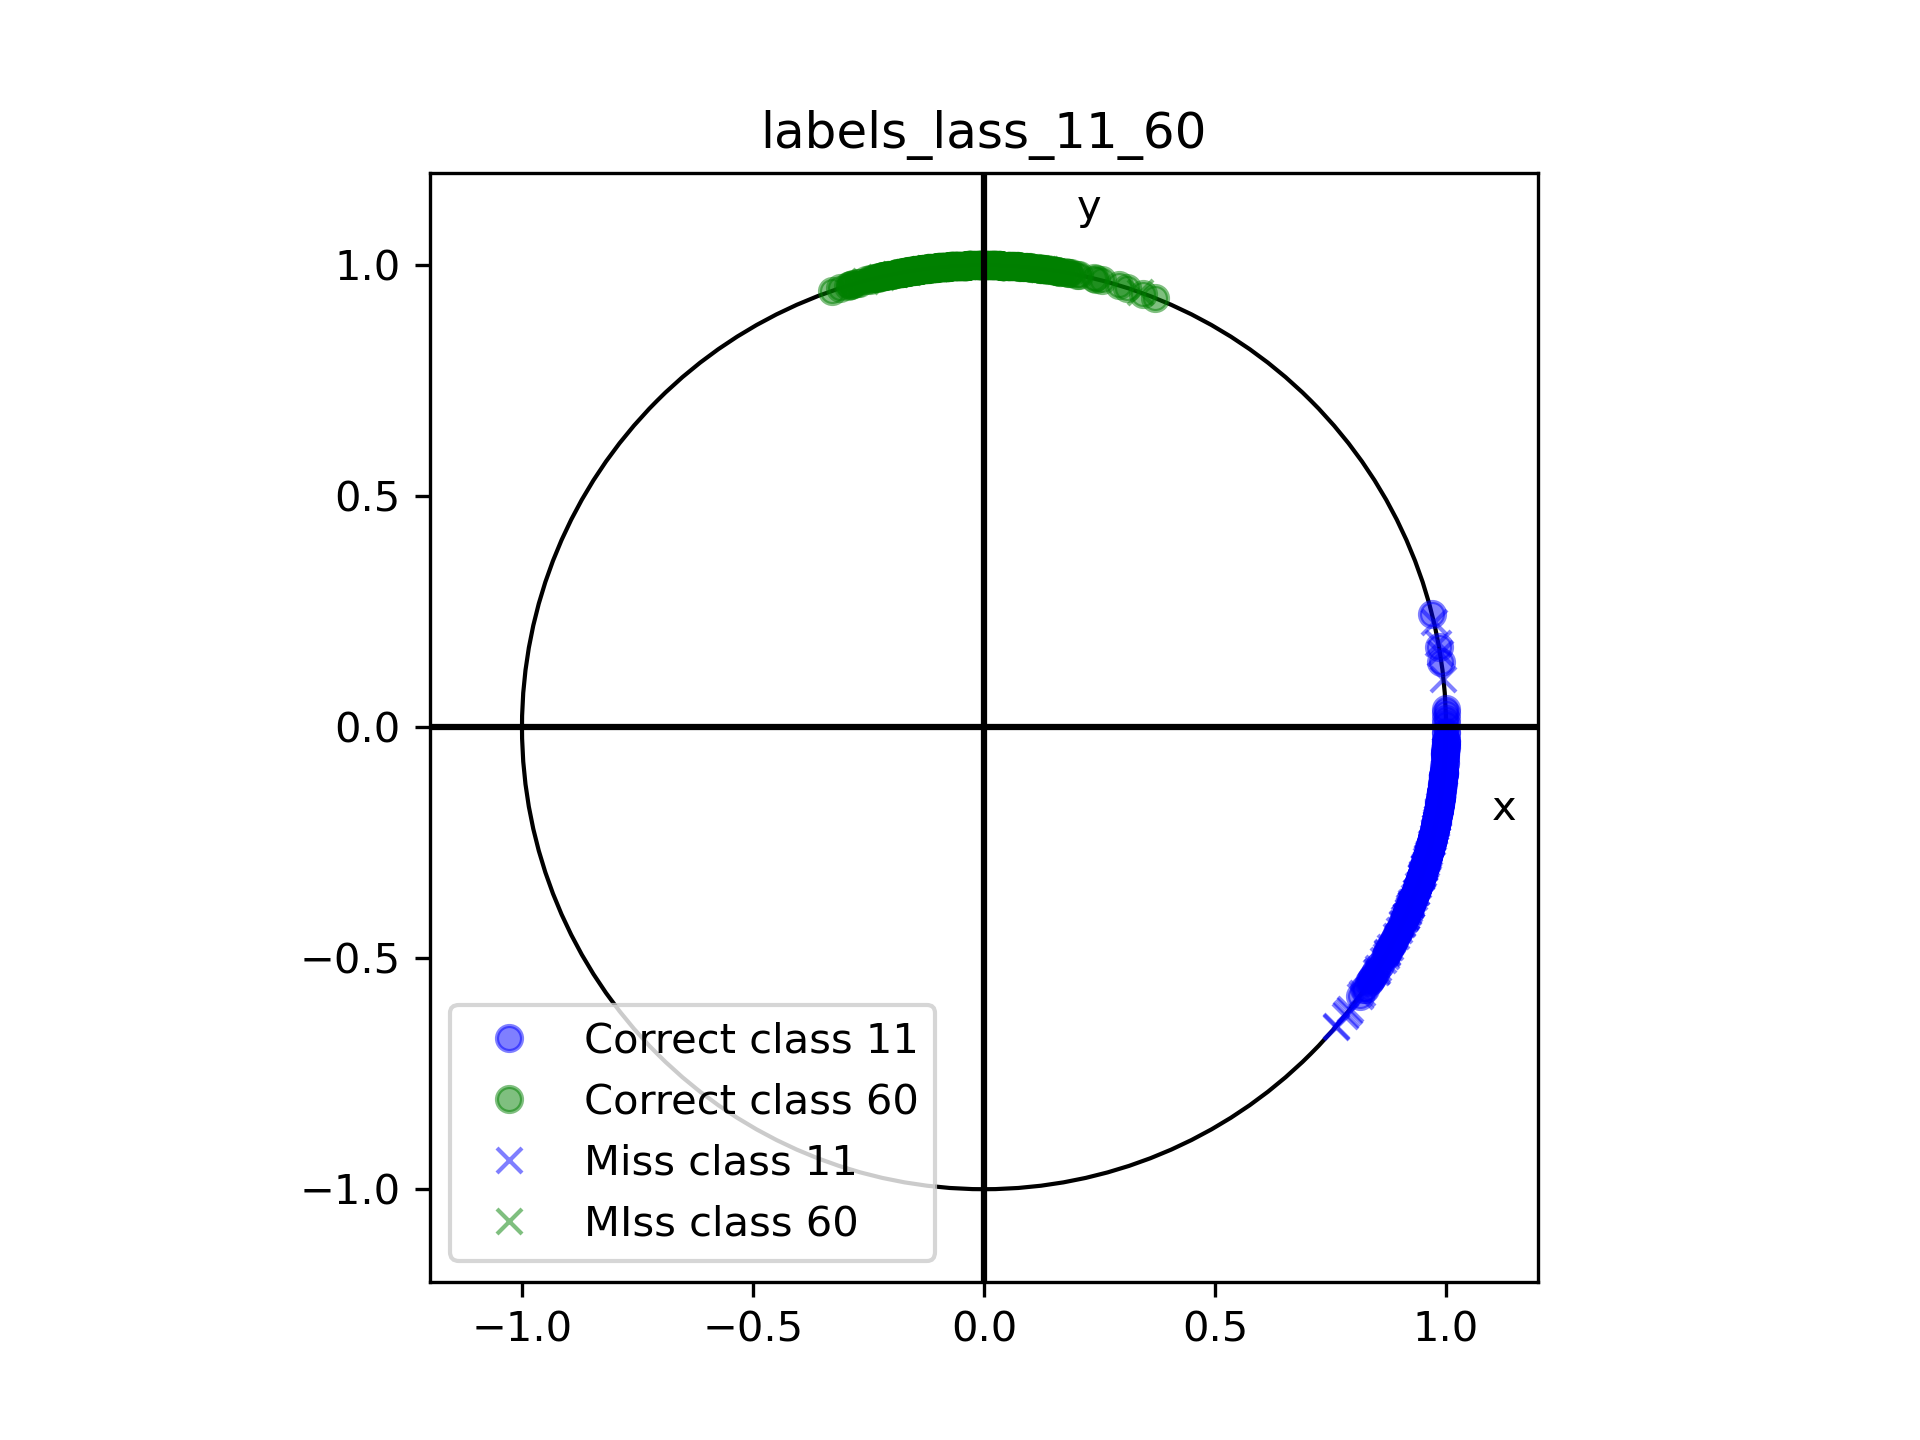 labels_lass_11_60
y
1.0
0.5
0.0
x
−0.5
−1.0
Correct class 11
Correct class 60
Miss class 11
MIss class 60
−1.0 −0.5 0.0 0.5 1.0